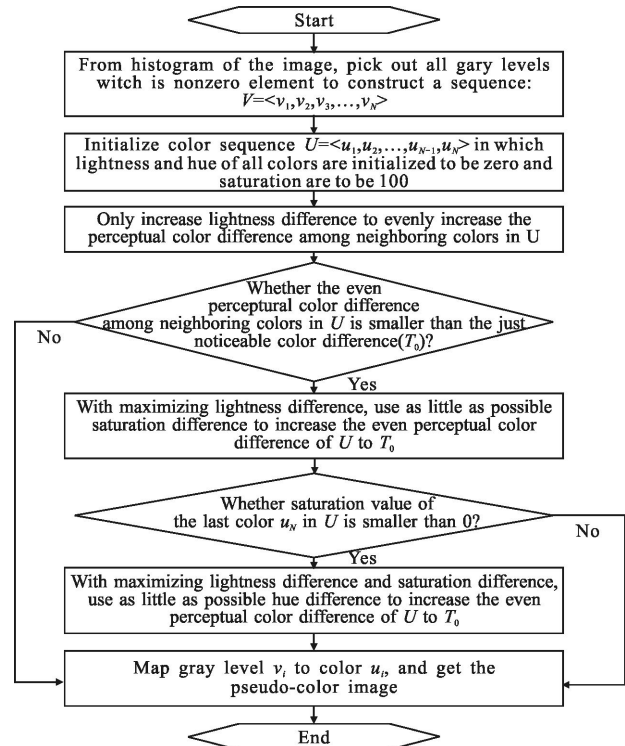 Start
From histogram of the image, pick out all gary levels
witch is nonzero element to construct a sequence:
V=<v₁,v₂,v₃,…,v_N>
Initialize color sequence U=<u₁,u₂,…,u_N-1,u_N> in which
lightness and hue of all colors are initialized to be zero and
saturation are to be 100
Only increase lightness difference to evenly increase the
perceptual color difference among neighboring colors in U
Whether the even
perceptural color difference
among neighboring colors in U is smaller than the just
noticeable color difference(T₀)?
No
Yes
With maximizing lightness difference, use as little as possible
saturation difference to increase the even perceptual color
difference of U to T₀
Whether saturation value of
the last color u_N in U is smaller than 0?
No
Yes
With maximizing lightness difference and saturation difference,
use as little as possible hue difference to increase the even
perceptual color difference of U to T₀
Map gray level vᵢ to color uᵢ, and get the
pseudo-color image
End